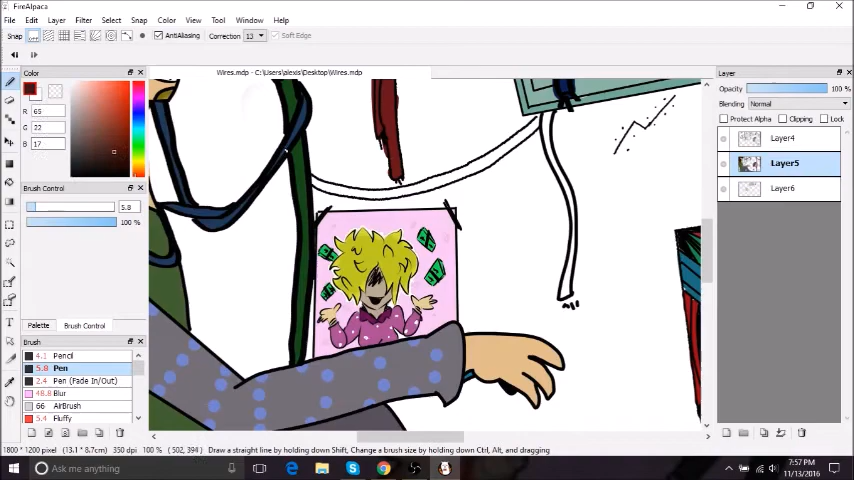 FireAlpaca
File Edit Layer Filter Select Snap Color View Tool Window Help
Snap AntiAliasing Correction 13 Soft Edge
Wires.mdp - C:\Users\alexis\Desktop\Wires.mdp
Color
R 65
G 22
B 17
Brush Control
5.8
100 %
Palette Brush Control
Brush
4.1 Pencil
5.8 Pen
2.4 Pen (Fade In/Out)
48.8 Blur
66 AirBrush
5.4 Fluffy
Layer
Opacity 100 %
Blending Normal
Protect Alpha Clipping Lock
Layer4
Layer5
Layer6
1800 * 1200 pixel (13.1 * 8.7cm) 350 dpi 100 % ( 502, 394 ) Draw a straight line by holding down Shift, Change a brush size by holding down Ctrl, Alt, and dragging
Ask me anything
7:57 PM
11/13/2016